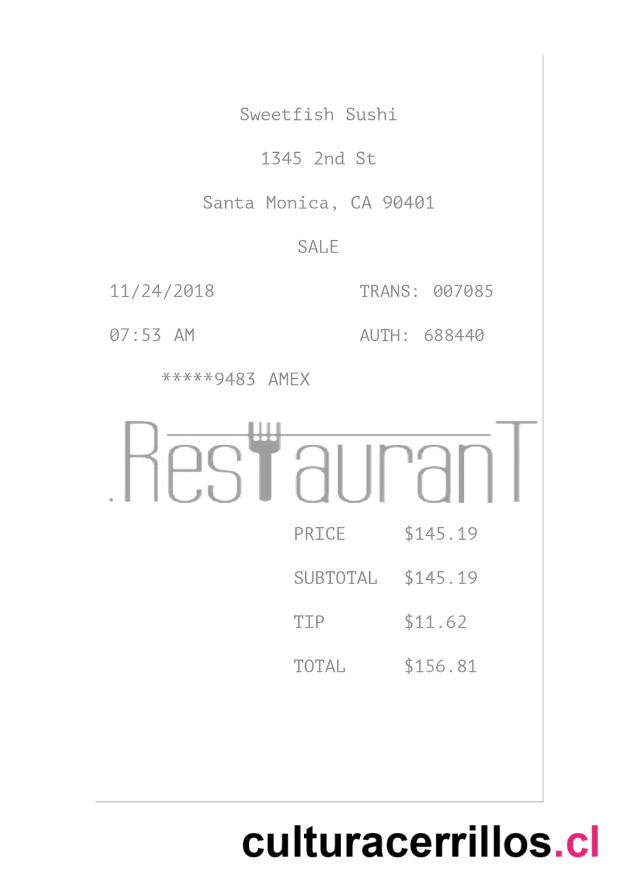 Sweetfish Sushi
1345 2nd St
Santa Monica, CA 90401
SALE
11/24/2018 TRANS: 007085
07:53 AM AUTH: 688440
*****9483 AMEX
.RestauranT
PRICE $145.19
SUBTOTAL $145.19
TIP $11.62
TOTAL $156.81
culturacerrillos.cl